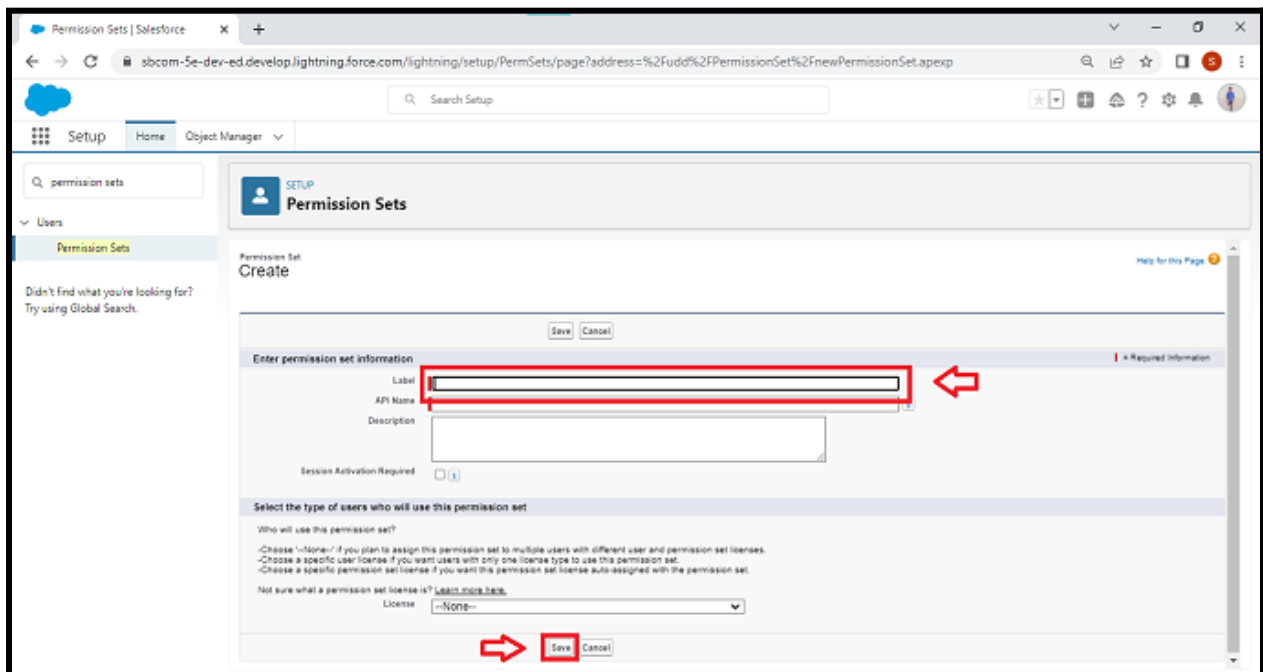 Permission Sets | Salesforce
sbcom-5e-dev-ed.develop.lightning.force.com/lightning/setup/PermSets/page?address=%2Fudd%2FPermissionSet%2FnewPermissionSet.apexp
S
Search Setup
Setup
Home
Object Manager
permission sets
Users
Permission Sets
Didn't find what you're looking for?
Try using Global Search.
SETUP
Permission Sets
Permission Set
Create
Help for this Page
Save Cancel
Enter permission set information
= Required Information
Label
API Name
Description
Session Activation Required
Select the type of users who will use this permission set
Who will use this permission set?
-Choose '--None--' if you plan to assign this permission set to multiple users with different user and permission set licenses.
-Choose a specific user license if you want users with only one license type to use this permission set.
-Choose a specific permission set license if you want this permission set license auto-assigned with the permission set.
Not sure what a permission set license is? Learn more here.
License --None--
Save Cancel